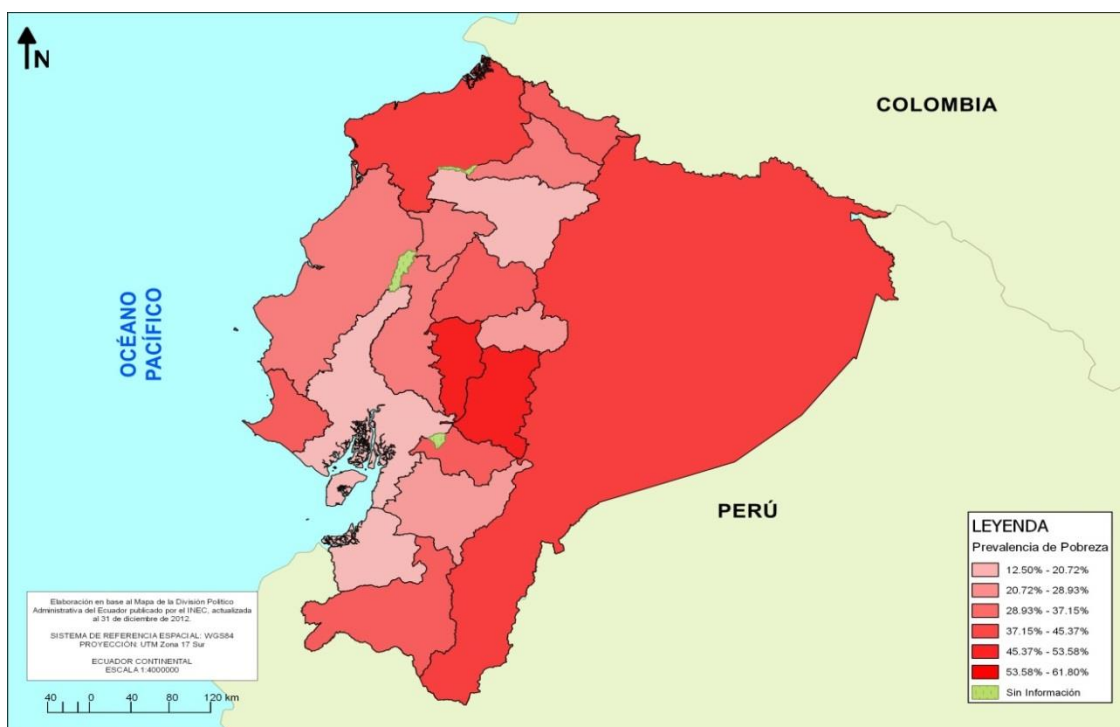 N
COLOMBIA
OCÉANO
PACÍFICO
PERÚ
LEYENDA
Prevalencia de Pobreza
12.50% - 20.72%
20.72% - 28.93%
28.93% - 37.15%
37.15% - 45.37%
45.37% - 53.58%
53.58% - 61.80%
Sin Información
Elaboración en base al Mapa de la División Político
Administrativa del Ecuador publicado por el INEC, actualizada
al 31 de diciembre de 2012.
SISTEMA DE REFERENCIA ESPACIAL: WGS84
PROYECCIÓN: UTM Zona 17 Sur
ECUADOR CONTINENTAL
ESCALA 1:4000000
40 0 40 80 120 km